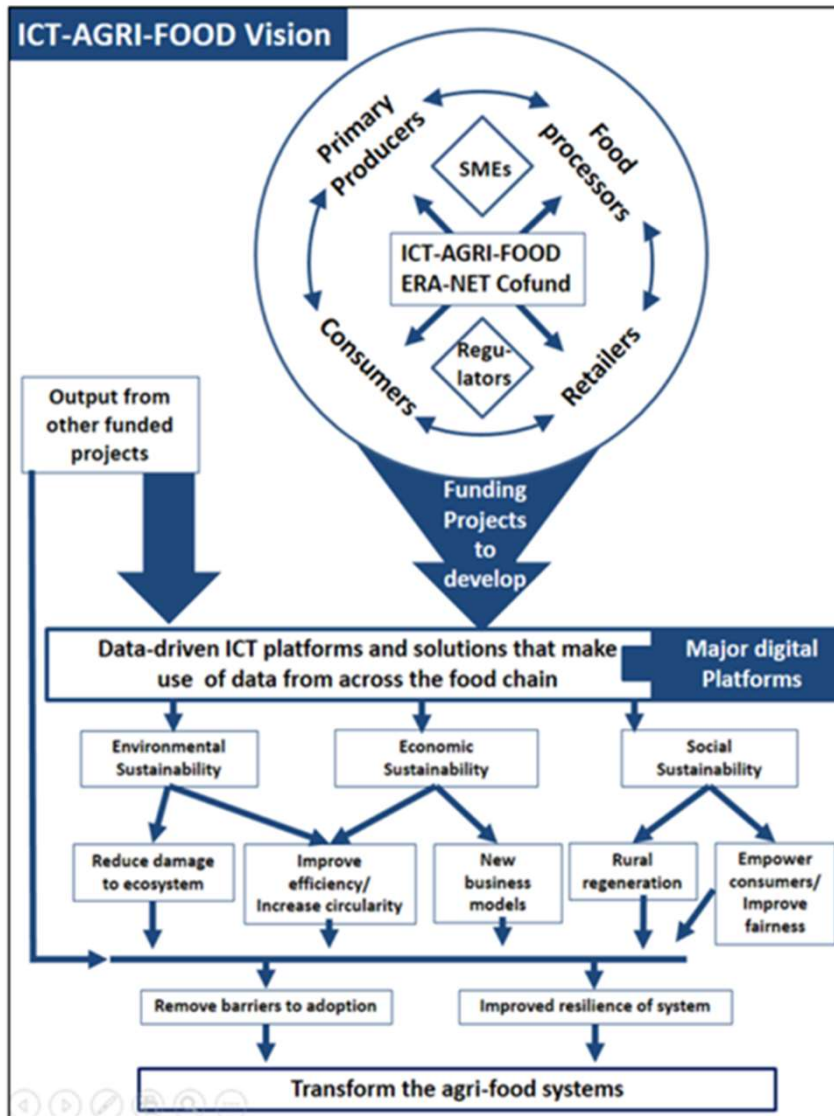 ICT-AGRI-FOOD Vision
Primary
Producers
Food
processors
SMEs
ICT-AGRI-FOOD
ERA-NET Cofund
Consumers
Regu-
lators
Retailers
Output from
other funded
projects
Funding
Projects
to
develop
Data-driven ICT platforms and solutions that make
use of data from across the food chain
Major digital
Platforms
Environmental
Sustainability
Economic
Sustainability
Social
Sustainability
Reduce damage
to ecosystem
Improve
efficiency/
Increase circularity
New
business
models
Rural
regeneration
Empower
consumers/
Improve
fairness
Remove barriers to adoption
Improved resilience of system
Transform the agri-food systems